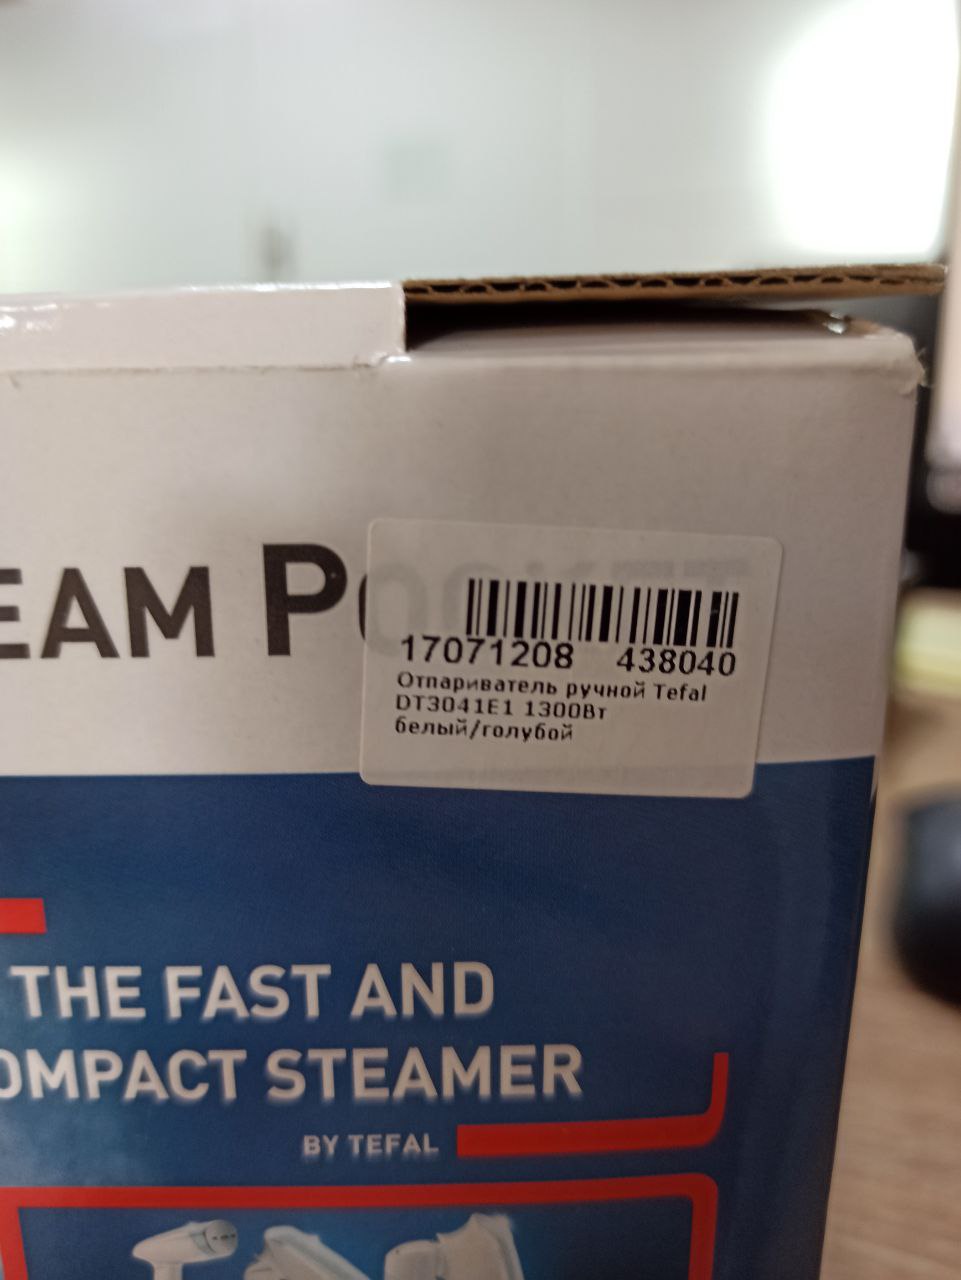 EAM P
17071208 438040
Отпариватель ручной Tefal
DT3041E1 1300Вт
белый/голубой
THE FAST AND
OMPACT STEAMER
BY TEFAL